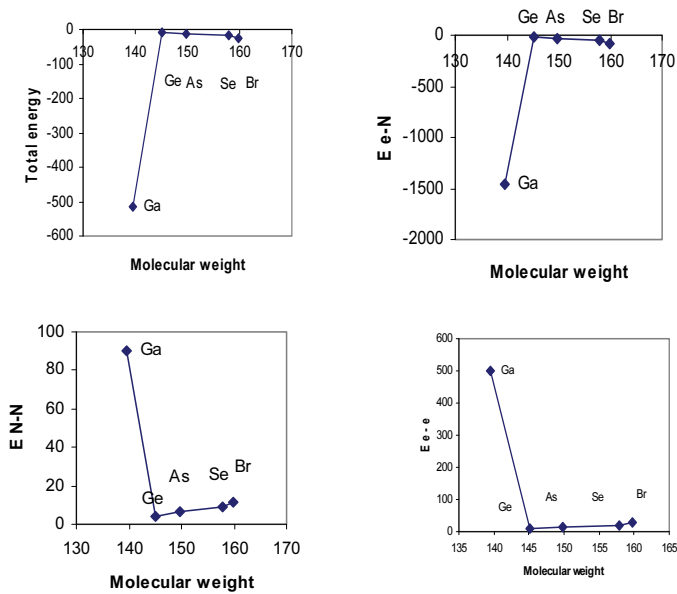 0
130 140 150 160 170
-100
-200
-300
-400
-500
-600
Total energy
Ge As Se Br
Ga
Molecular weight
Ge As Se Br
0
130 140 150 160 170
-500
-1000
-1500
-2000
E e-N
Ga
Molecular weight
100
80
60
40
20
0
E N-N
Ga
Ge
As
Se
Br
130 140 150 160 170
Molecular weight
600
500
400
300
200
100
0
E e - e
Ga
Ge
As
Se
Br
135 140 145 150 155 160 165
Molecular weight